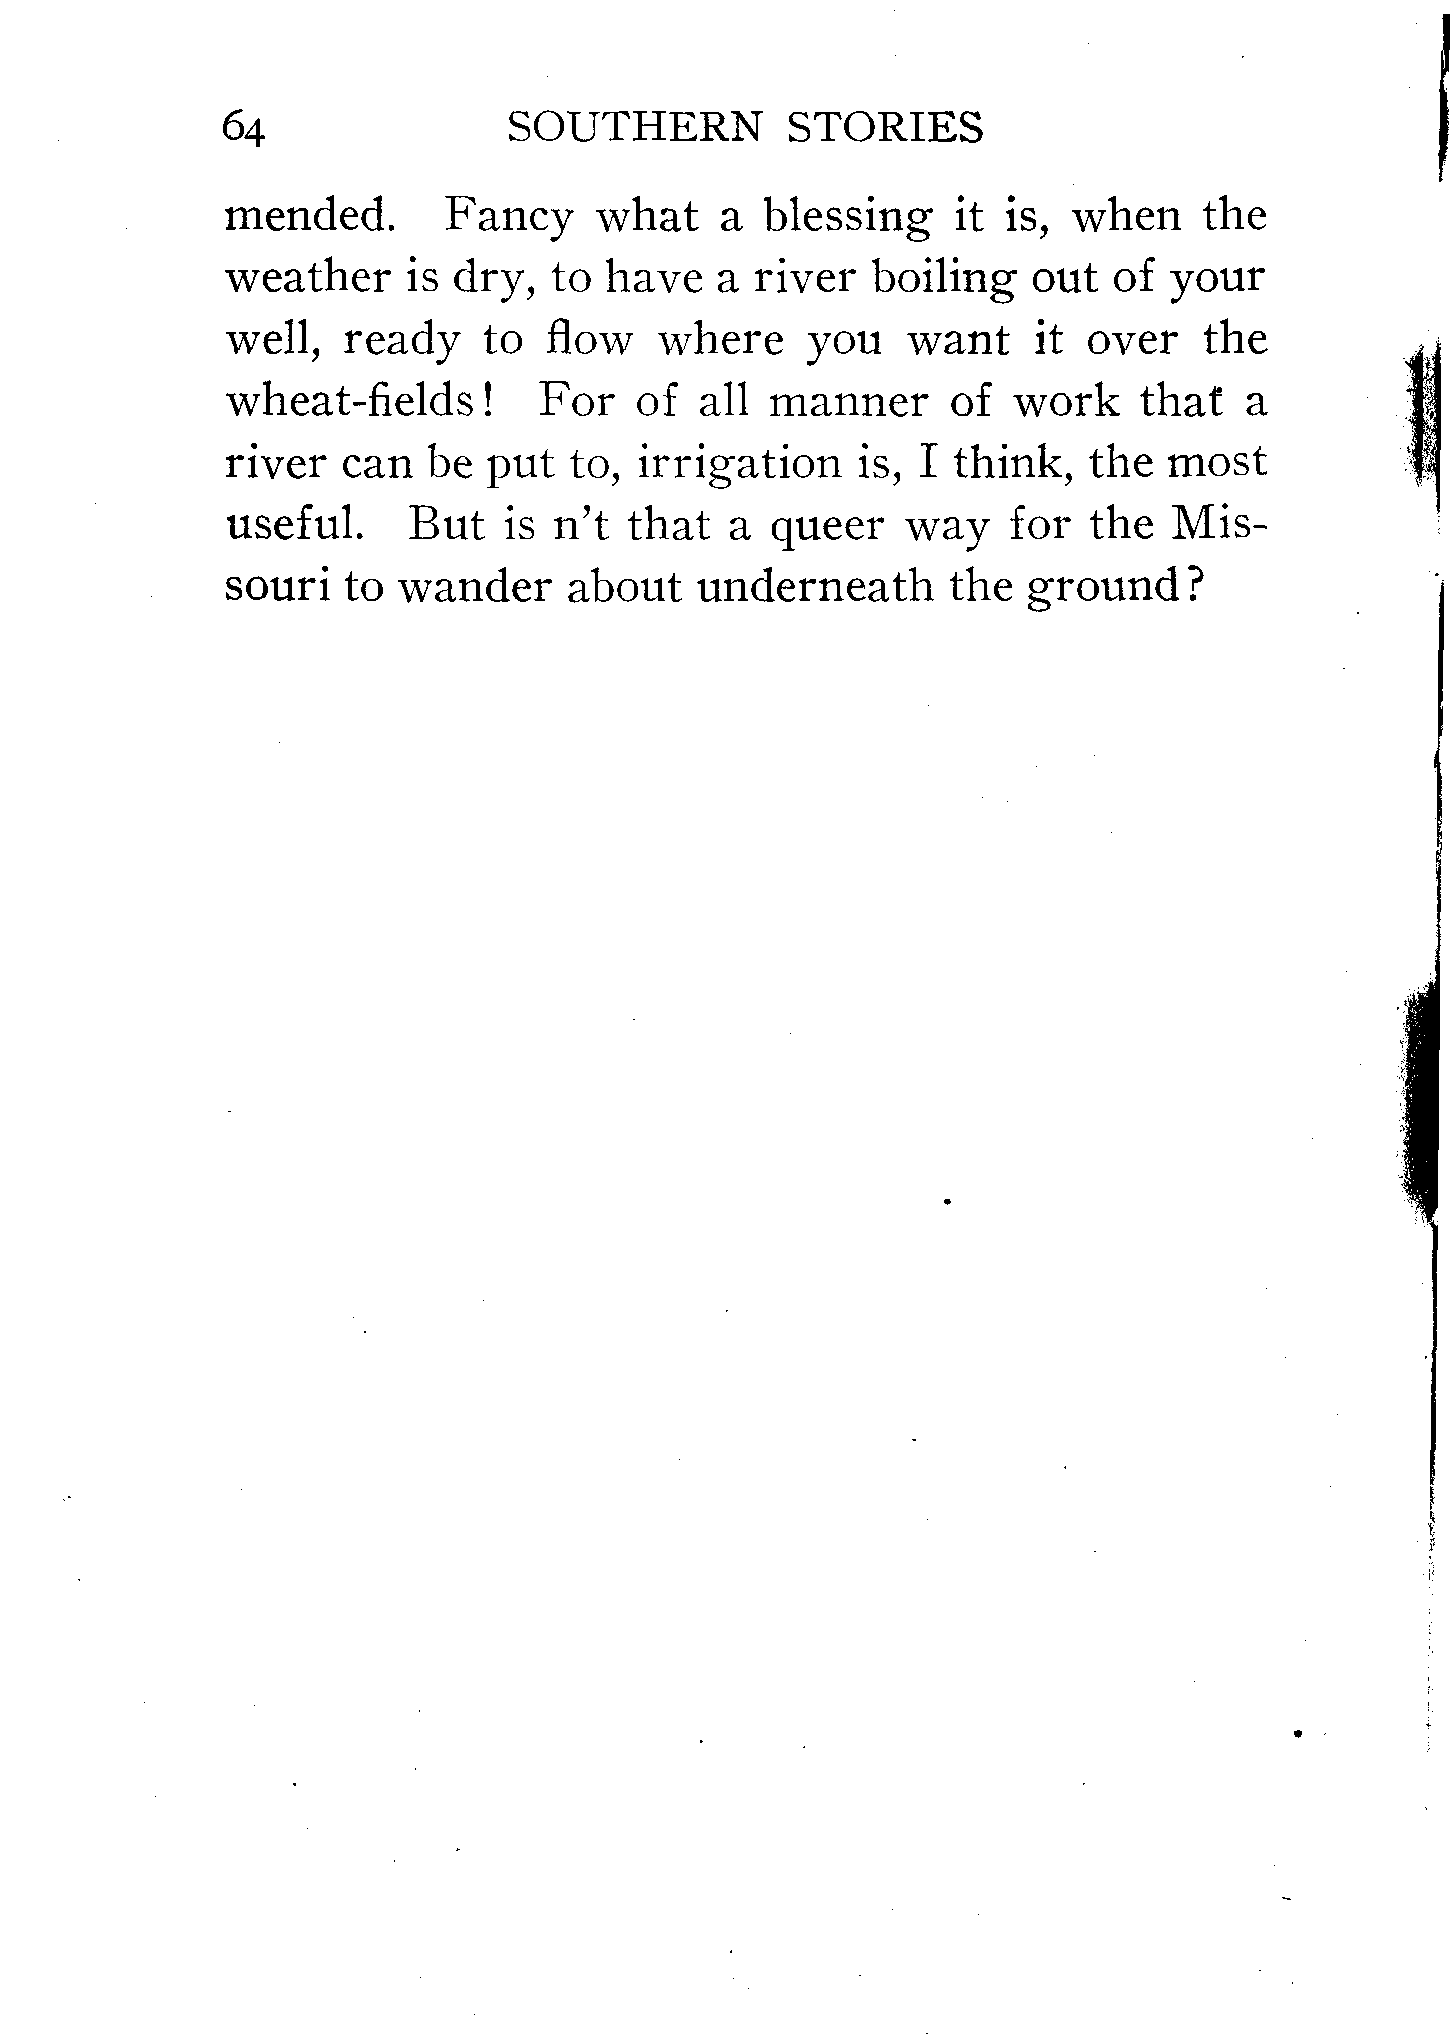 64 SOUTHERN STORIES
mended. Fancy what a blessing it is, when the
weather is dry, to have a river boiling out of your
well, ready to flow where you want it over the
wheat-fields! For of all manner of work that a
river can be put to, irrigation is, I think, the most
useful. But is n't that a queer way for the Mis-
souri to wander about underneath the ground?